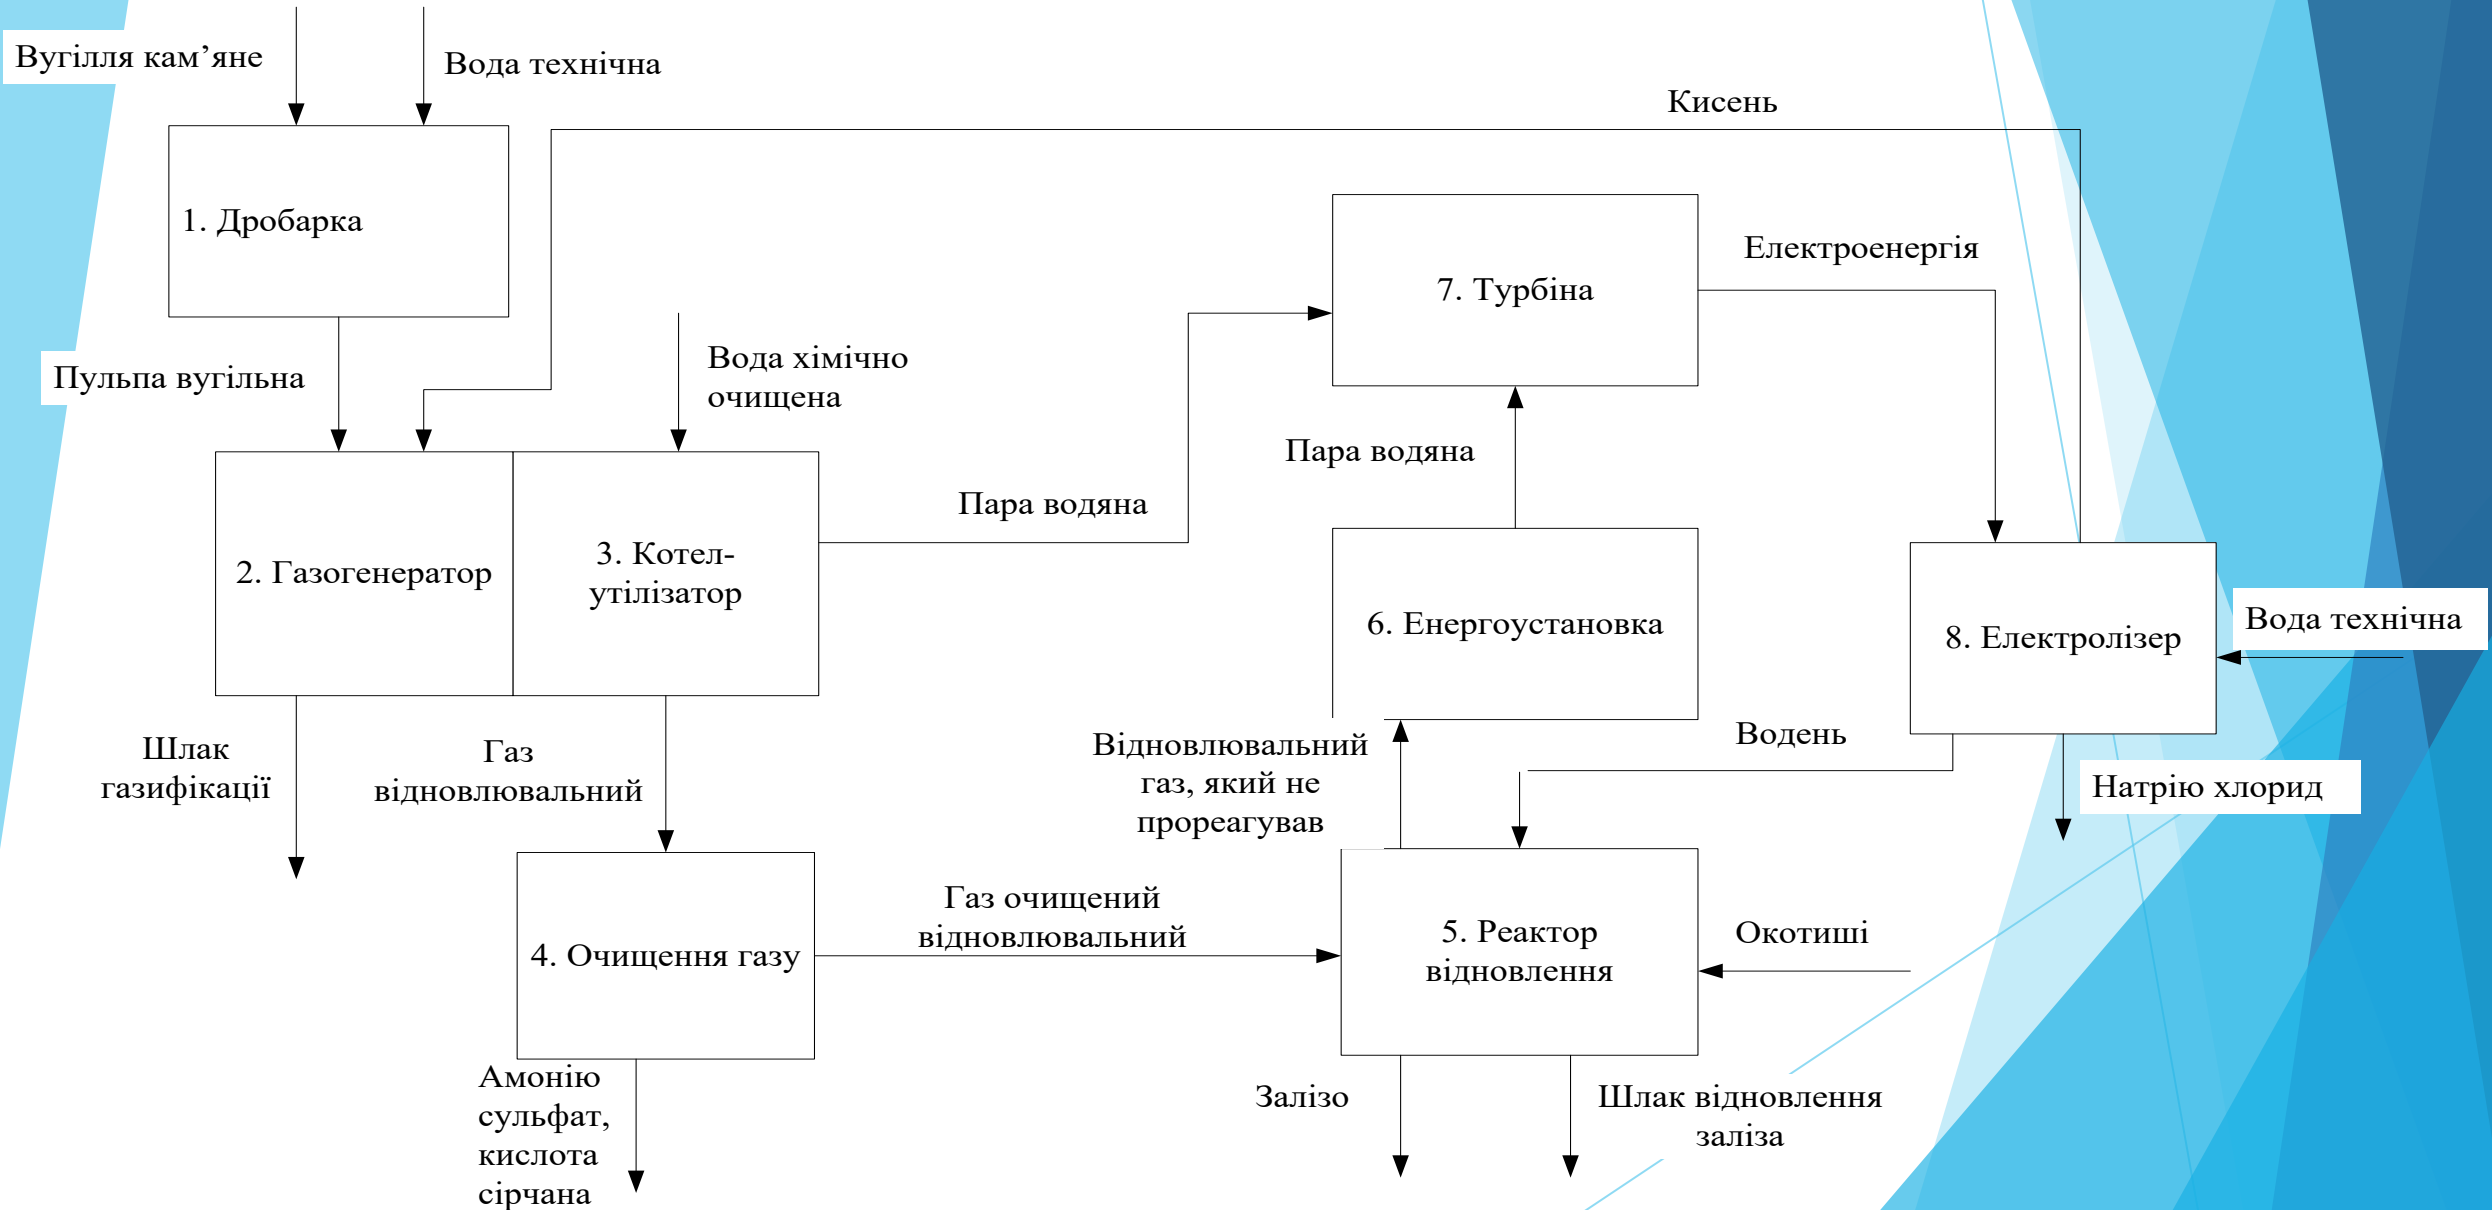 Вугілля кам’яне
Вода технічна
Кисень
1. Дробарка
Електроенергія
7. Турбіна
Вода хімічно
очищена
Пульпа вугільна
Пара водяна
Пара водяна
2. Газогенератор
3. Котел-
утілізатор
6. Енергоустановка
8. Електролізер
Вода технічна
Шлак
газифікації
Газ
відновлювальний
Відновлювальний
газ, який не
прореагував
Водень
Натрію хлорид
4. Очищення газу
Газ очищений
відновлювальний
5. Реактор
відновлення
Окотиші
Амонію
сульфат,
кислота
сірчана
Залізо
Шлак відновлення
заліза